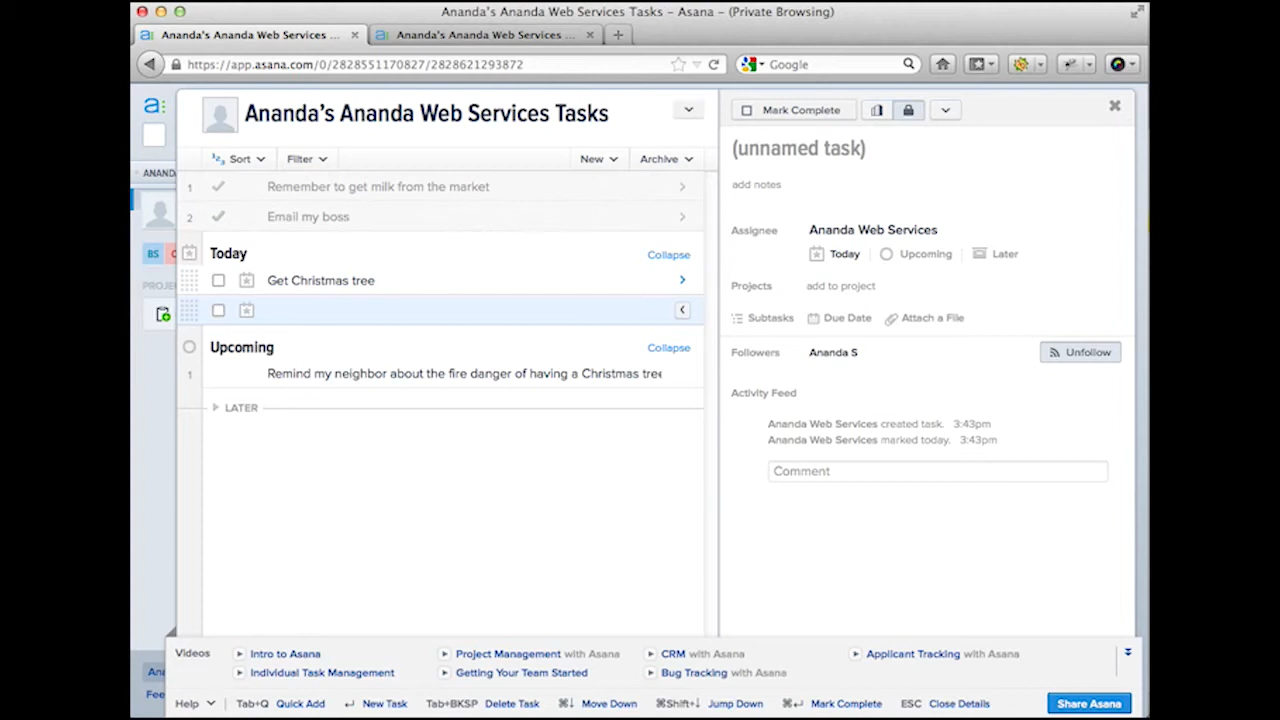 Ananda's Ananda Web Services Tasks - Asana - (Private Browsing)
Ananda's Ananda Web Services ... Ananda's Ananda Web Services ...
https://app.asana.com/0/2828551170827/2828621293872 Google
a:
Ananda's Ananda Web Services Tasks
Mark Complete
(unnamed task)
Sort Filter New Archive
ANAND
add notes
1 Remember to get milk from the market
2 Email my boss
Assignee Ananda Web Services
Today Upcoming Later
BS
Today Collapse
Get Christmas tree
PROJE
Projects add to project
Subtasks Due Date Attach a File
Upcoming Collapse
Followers Ananda S Unfollow
1 Remind my neighbor about the fire danger of having a Christmas tree
Activity Feed
LATER
Ananda Web Services created task. 3:43pm
Ananda Web Services marked today. 3:43pm
Comment
Videos Intro to Asana Project Management with Asana CRM with Asana Applicant Tracking with Asana
Individual Task Management Getting Your Team Started Bug Tracking with Asana
Ana
Fee
Help Tab+Q Quick Add ↵ New Task Tab+BKSP Delete Task ⌘↓ Move Down ⌘Shift+↓ Jump Down ⌘↵ Mark Complete ESC Close Details Share Asana